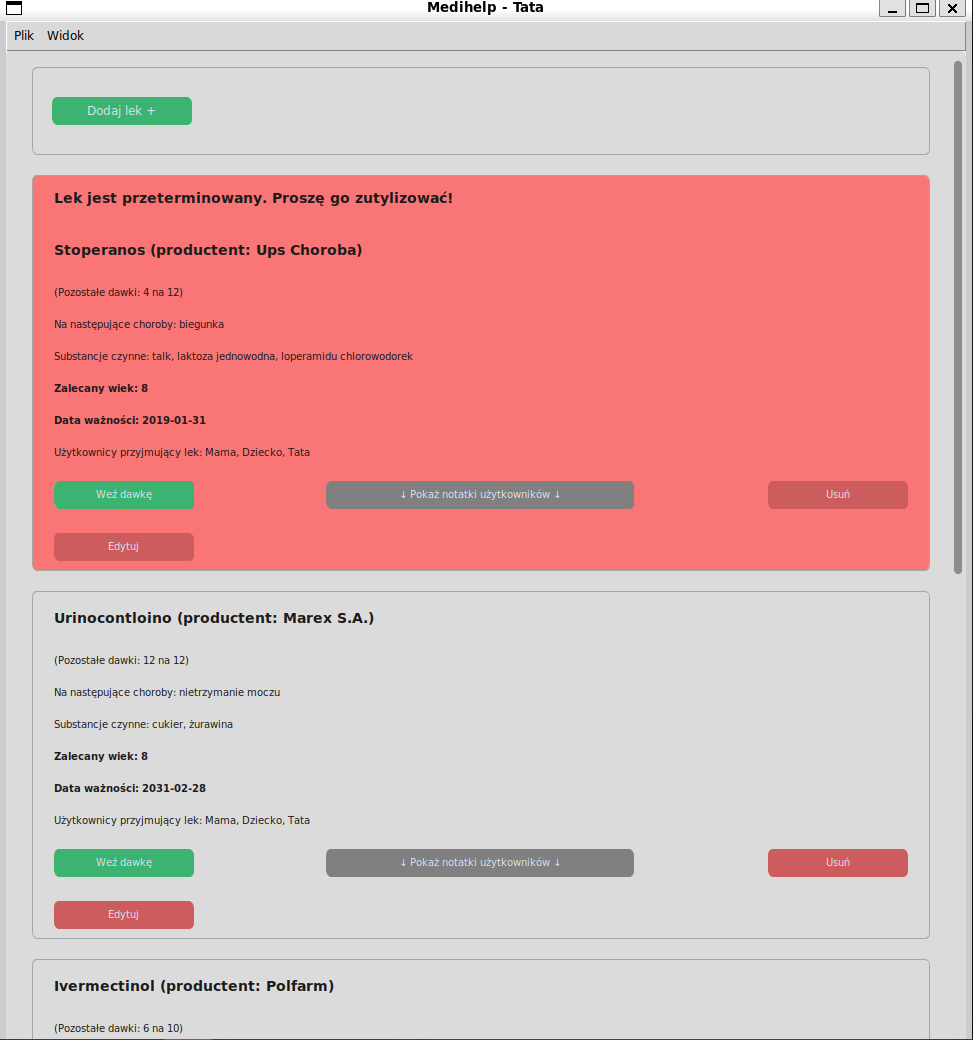 Medihelp - Tata
Plik Widok
Dodaj lek +
Lek jest przeterminowany. Proszę go zutylizować!
Stoperanos (productent: Ups Choroba)
(Pozostałe dawki: 4 na 12)
Na następujące choroby: biegunka
Substancje czynne: talk, laktoza jednowodna, loperamidu chlorowodorek
Zalecany wiek: 8
Data ważności: 2019-01-31
Użytkownicy przyjmujący lek: Mama, Dziecko, Tata
Weź dawkę ↓ Pokaż notatki użytkowników ↓ Usuń
Edytuj
Urinocontloino (productent: Marex S.A.)
(Pozostałe dawki: 12 na 12)
Na następujące choroby: nietrzymanie moczu
Substancje czynne: cukier, żurawina
Zalecany wiek: 8
Data ważności: 2031-02-28
Użytkownicy przyjmujący lek: Mama, Dziecko, Tata
Weź dawkę ↓ Pokaż notatki użytkowników ↓ Usuń
Edytuj
Ivermectinol (productent: Polfarm)
(Pozostałe dawki: 6 na 10)